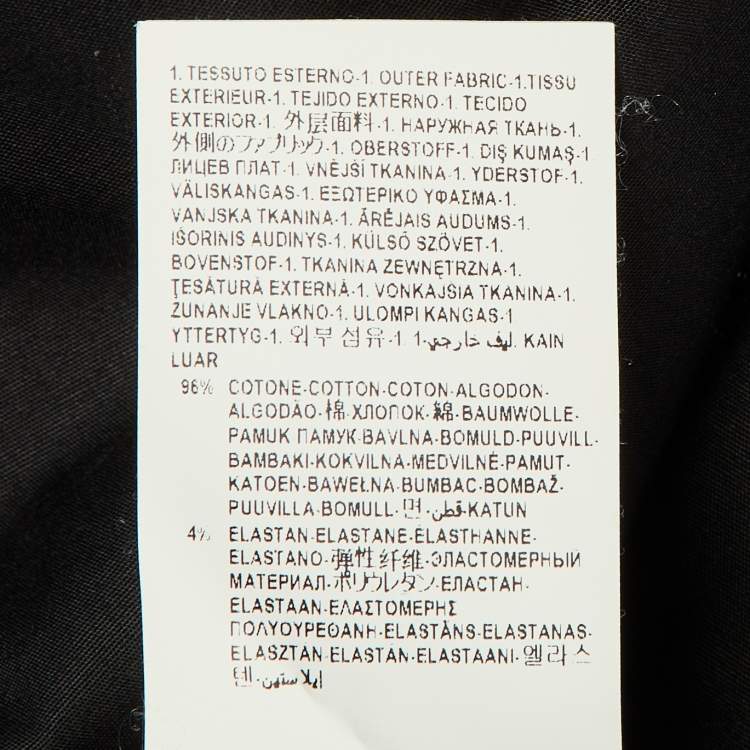 1. TESSUTO ESTERNO-1. OUTER FABRIC-1.TISSU
EXTERIEUR-1. TEJIDO EXTERNO-1. TECIDO
EXTERIOR-1. 外层面料-1. НАРУЖНАЯ ТКАНЬ-1.
外側のファブリック-1. OBERSTOFF-1. DIŞ KUMAŞ-1
ЛИЦЕВ ПЛАТ-1. VNĚJŠÍ TKANINA-1. YDERSTOF-1.
VÄLISKANGAS-1. ΕΞΩΤΕΡΙΚΟ ΥΦΑΣΜΑ-1.
VANJSKA TKANINA-1. ĀRĒJAIS AUDUMS-1.
IŠORINIS AUDINYS-1. KÜLSŐ SZÖVET-1.
BOVENSTOF-1. TKANINA ZEWNĘTRZNA-1.
ŢESĂTURĂ EXTERNĂ-1. VONKAJSIA TKANINA-1.
ZUNANJE VLAKNO-1. ULOMPI KANGAS-1
YTTERTYG-1. 외부 섬유-1. ليف خارجي-1. KAIN
LUAR
96% COTONE-COTTON-COTON-ALGODON-
ALGODÃO-棉-ХЛОПОК-綿-BAUMWOLLE-
PAMUK ПАМУК-BAVLNA-BOMULD-PUUVILL-
BAMBAKI-KOKVILNA-MEDVILNĖ-PAMUT-
KATOEN-BAWEŁNA-BUMBAC-BOMBAŽ-
PUUVILLA-BOMULL-면-قطن-KATUN
4% ELASTAN-ELASTANE-ÉLASTHANNE-
ELASTANO-弹性纤维-ЭЛАСТОМЕРНЫЙ
МАТЕРИАЛ-ポリウレタン-ЕЛАСТАН-
ELASTAAN-ΕΛΑΣΤΟΜΕΡΗΣ
ΠΟΛΥΟΥΡΕΘΑΝΗ-ELASTĀNS-ELASTANAS-
ELASZTÁN-ELASTAN-ELASTAANI-엘라스
텐-إيلاستين